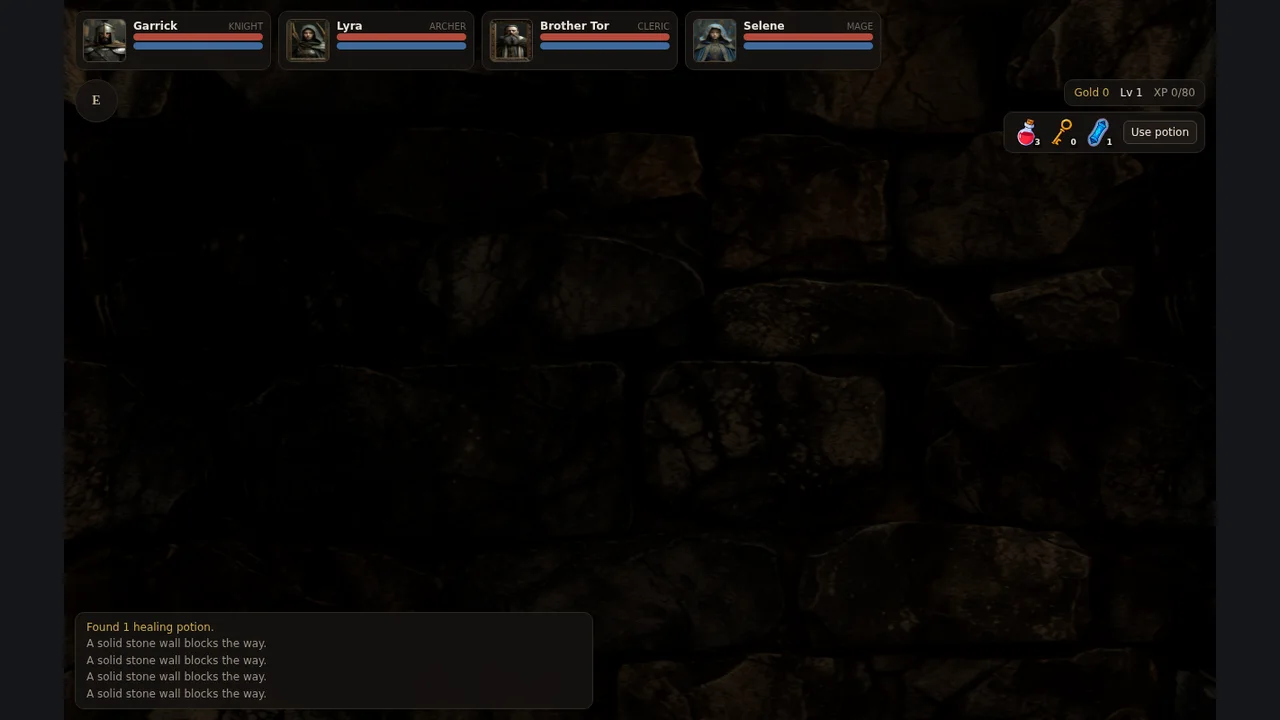 Garrick KNIGHT
Lyra ARCHER
Brother Tor CLERIC
Selene MAGE
E
Gold 0 Lv 1 XP 0/80
3 0 1 Use potion
Found 1 healing potion.
A solid stone wall blocks the way.
A solid stone wall blocks the way.
A solid stone wall blocks the way.
A solid stone wall blocks the way.